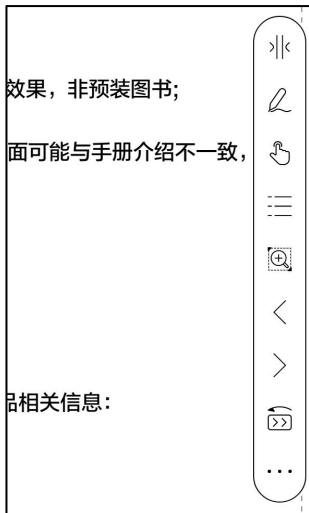 效果，非预装图书;
面可能与手册介绍不一致，
品相关信息：